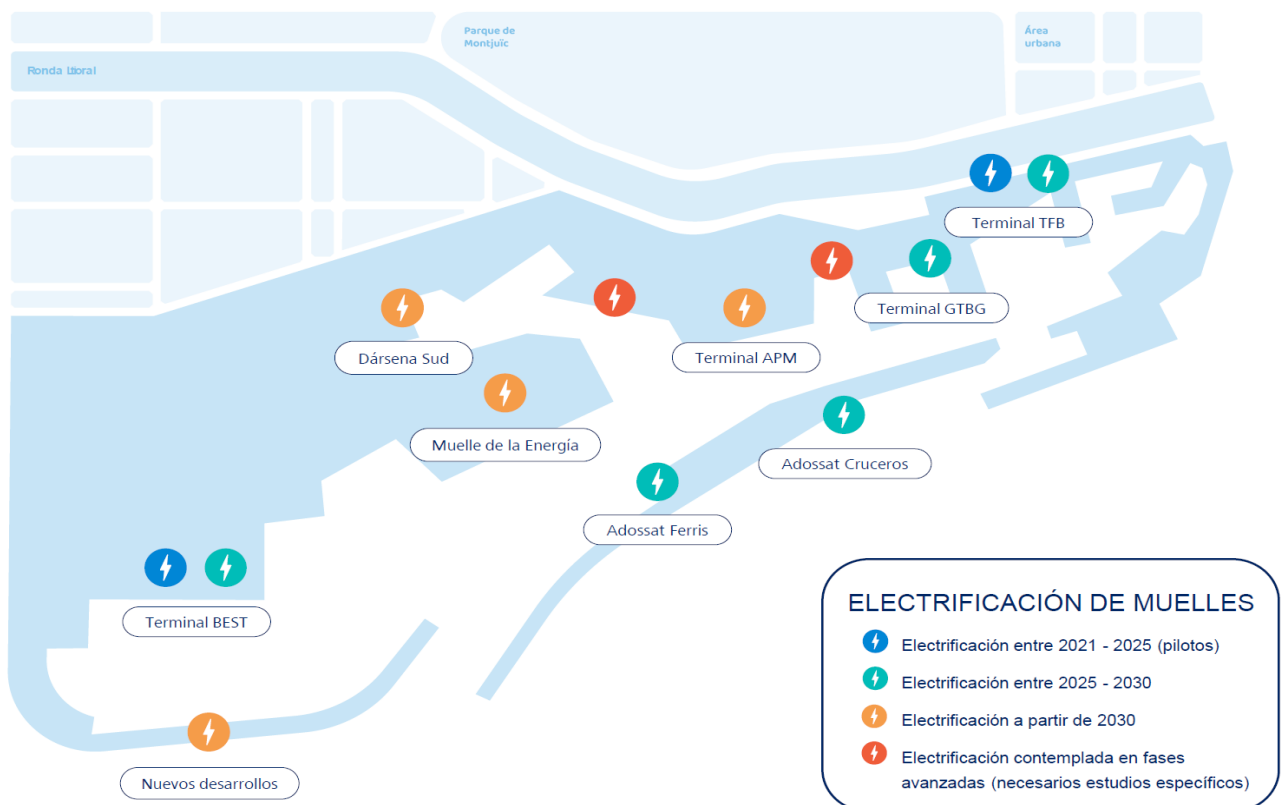 Parque de
Montjuïc
Área
urbana
Ronda Litoral
Terminal TFB
Terminal GTBG
Dársena Sud
Terminal APM
Muelle de la Energía
Adossat Cruceros
Adossat Ferris
Terminal BEST
Nuevos desarrollos
ELECTRIFICACIÓN DE MUELLES
Electrificación entre 2021 - 2025 (pilotos)
Electrificación entre 2025 - 2030
Electrificación a partir de 2030
Electrificación contemplada en fases
avanzadas (necesarios estudios específicos)